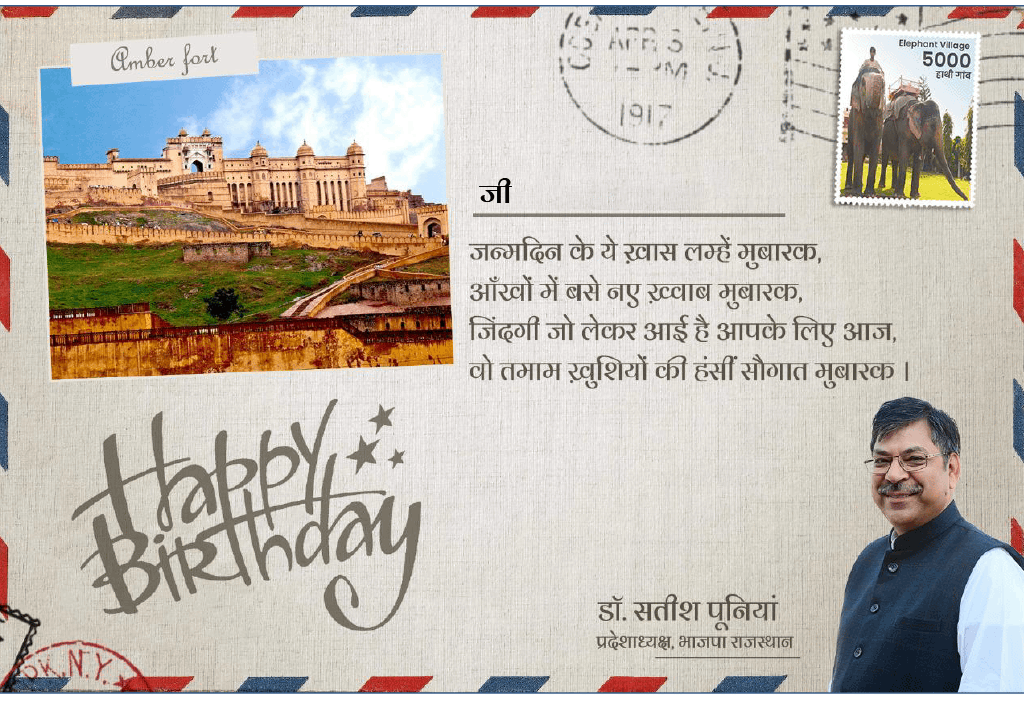 Amber fort
APR 3
PM
1917
Elephant Village
5000
हाथी गांव
जी
जन्मदिन के ये ख़ास लम्हें मुबारक,
आँखों में बसे नए ख़्वाब मुबारक,
जिंदगी जो लेकर आई है आपके लिए आज,
वो तमाम ख़ुशियों की हंसीं सौगात मुबारक ।
Happy
Birthday
डॉ. सतीश पूनियां
प्रदेशाध्यक्ष, भाजपा राजस्थान
K.N.Y.